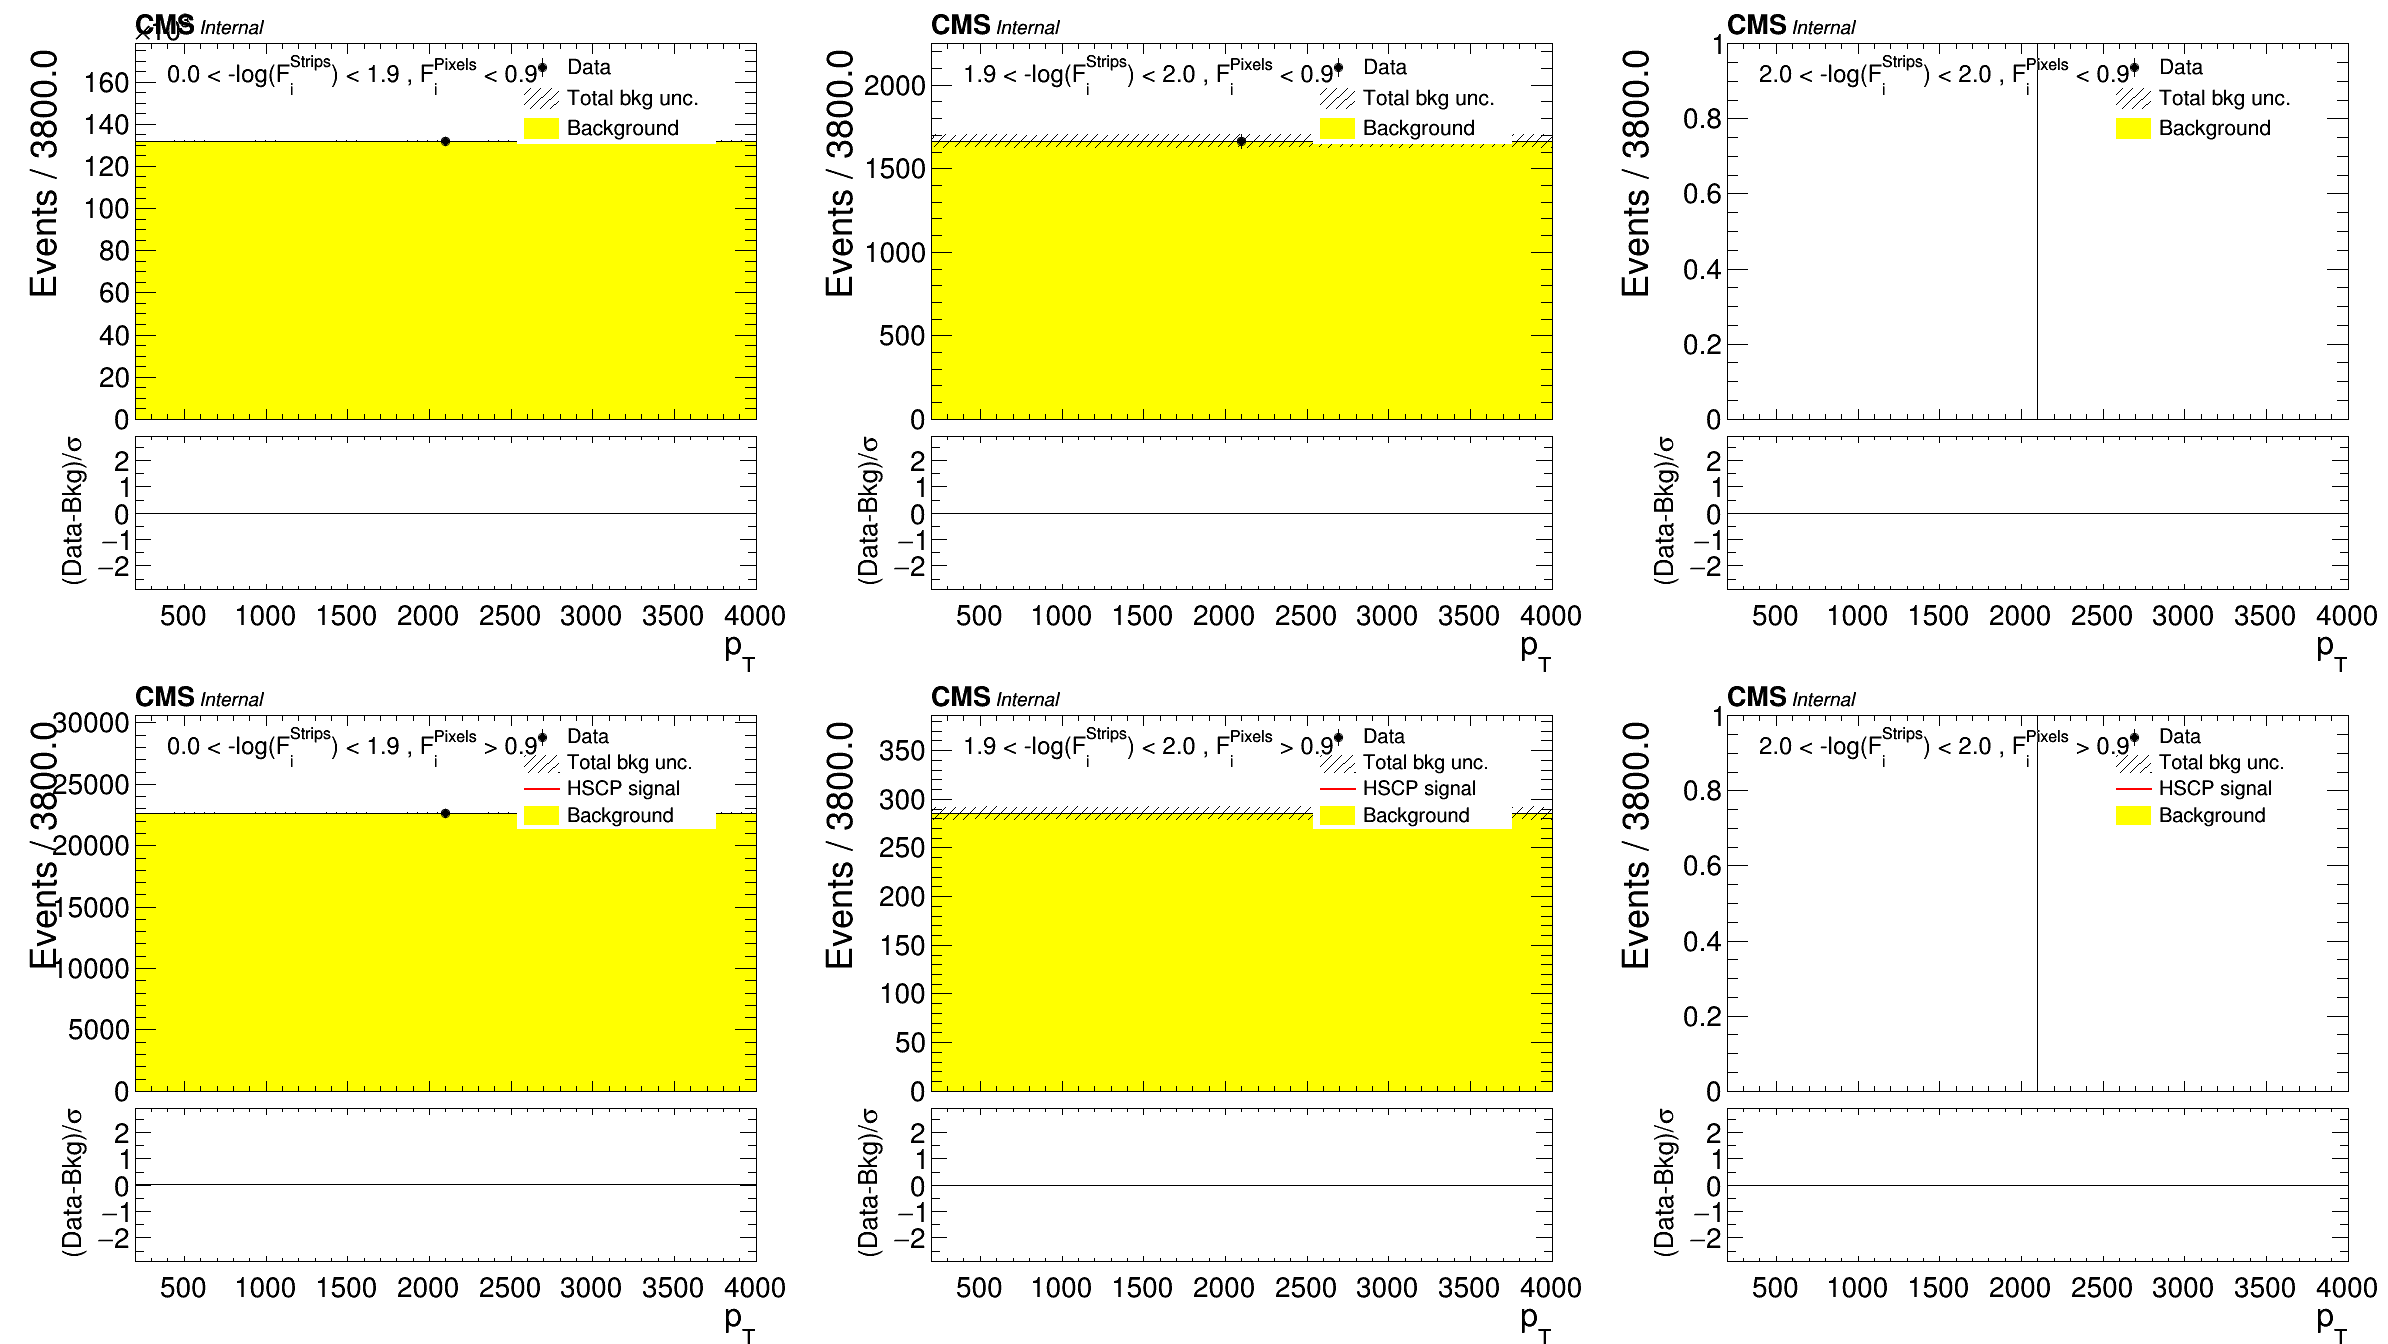 CMS Internal
0.0 < -log(F_i^Strips) < 1.9 , F_i^Pixels < 0.9
Data
Total bkg unc.
Background
Events / 3800.0
160
140
120
100
80
60
40
20
0
(Data-Bkg)/σ
2
1
0
−1
−2
500 1000 1500 2000 2500 3000 3500 4000
p_T
CMS Internal
1.9 < -log(F_i^Strips) < 2.0 , F_i^Pixels < 0.9
Data
Total bkg unc.
Background
Events / 3800.0
2000
1500
1000
500
0
(Data-Bkg)/σ
2
1
0
−1
−2
500 1000 1500 2000 2500 3000 3500 4000
p_T
CMS Internal
2.0 < -log(F_i^Strips) < 2.0 , F_i^Pixels < 0.9
Data
Total bkg unc.
Background
Events / 3800.0
1
0.8
0.6
0.4
0.2
0
(Data-Bkg)/σ
2
1
0
−1
−2
500 1000 1500 2000 2500 3000 3500 4000
p_T
CMS Internal
0.0 < -log(F_i^Strips) < 1.9 , F_i^Pixels > 0.9
Data
Total bkg unc.
HSCP signal
Background
Events / 3800.0
30000
25000
20000
15000
10000
5000
0
(Data-Bkg)/σ
2
1
0
−1
−2
500 1000 1500 2000 2500 3000 3500 4000
p_T
CMS Internal
1.9 < -log(F_i^Strips) < 2.0 , F_i^Pixels > 0.9
Data
Total bkg unc.
HSCP signal
Background
Events / 3800.0
350
300
250
200
150
100
50
0
(Data-Bkg)/σ
2
1
0
−1
−2
500 1000 1500 2000 2500 3000 3500 4000
p_T
CMS Internal
2.0 < -log(F_i^Strips) < 2.0 , F_i^Pixels > 0.9
Data
Total bkg unc.
HSCP signal
Background
Events / 3800.0
1
0.8
0.6
0.4
0.2
0
(Data-Bkg)/σ
2
1
0
−1
−2
500 1000 1500 2000 2500 3000 3500 4000
p_T